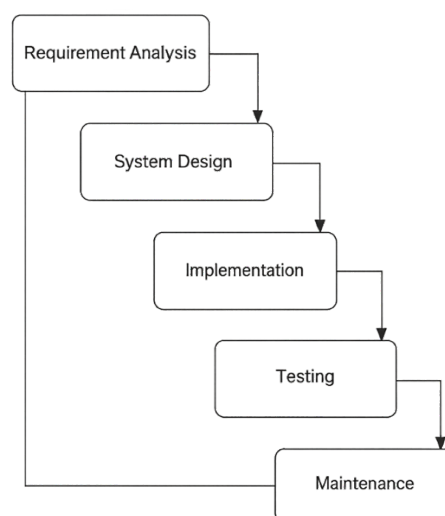 Requirement Analysis
System Design
Implementation
Testing
Maintenance